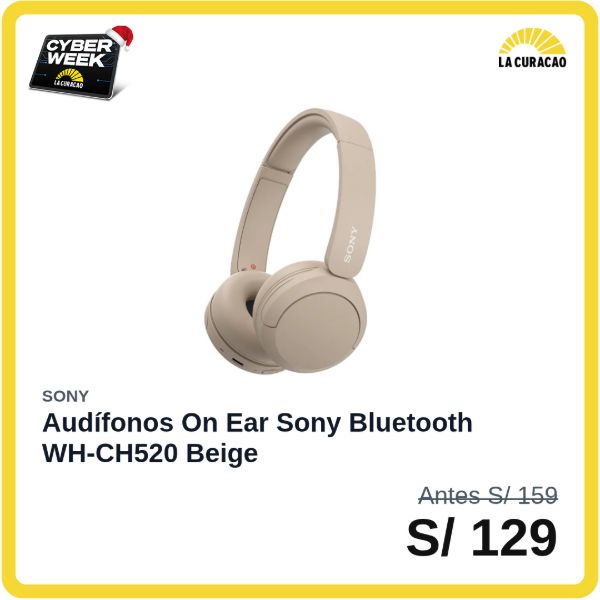 CYBER
WEEK
LA CURACAO
LA CURACAO
SONY
SONY
Audífonos On Ear Sony Bluetooth
WH-CH520 Beige
Antes S/ 159
S/ 129